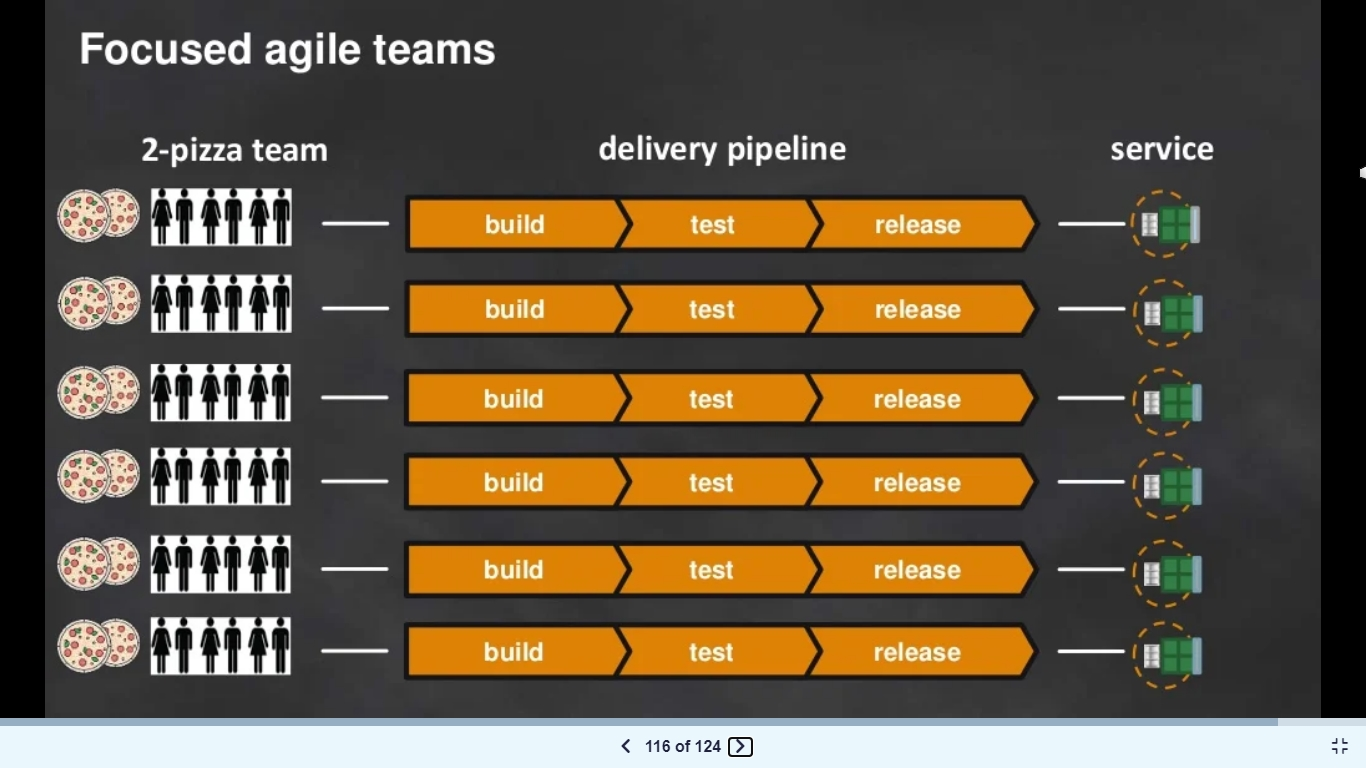 Focused agile teams
2-pizza team delivery pipeline service
build test release
build test release
build test release
build test release
build test release
build test release
116 of 124